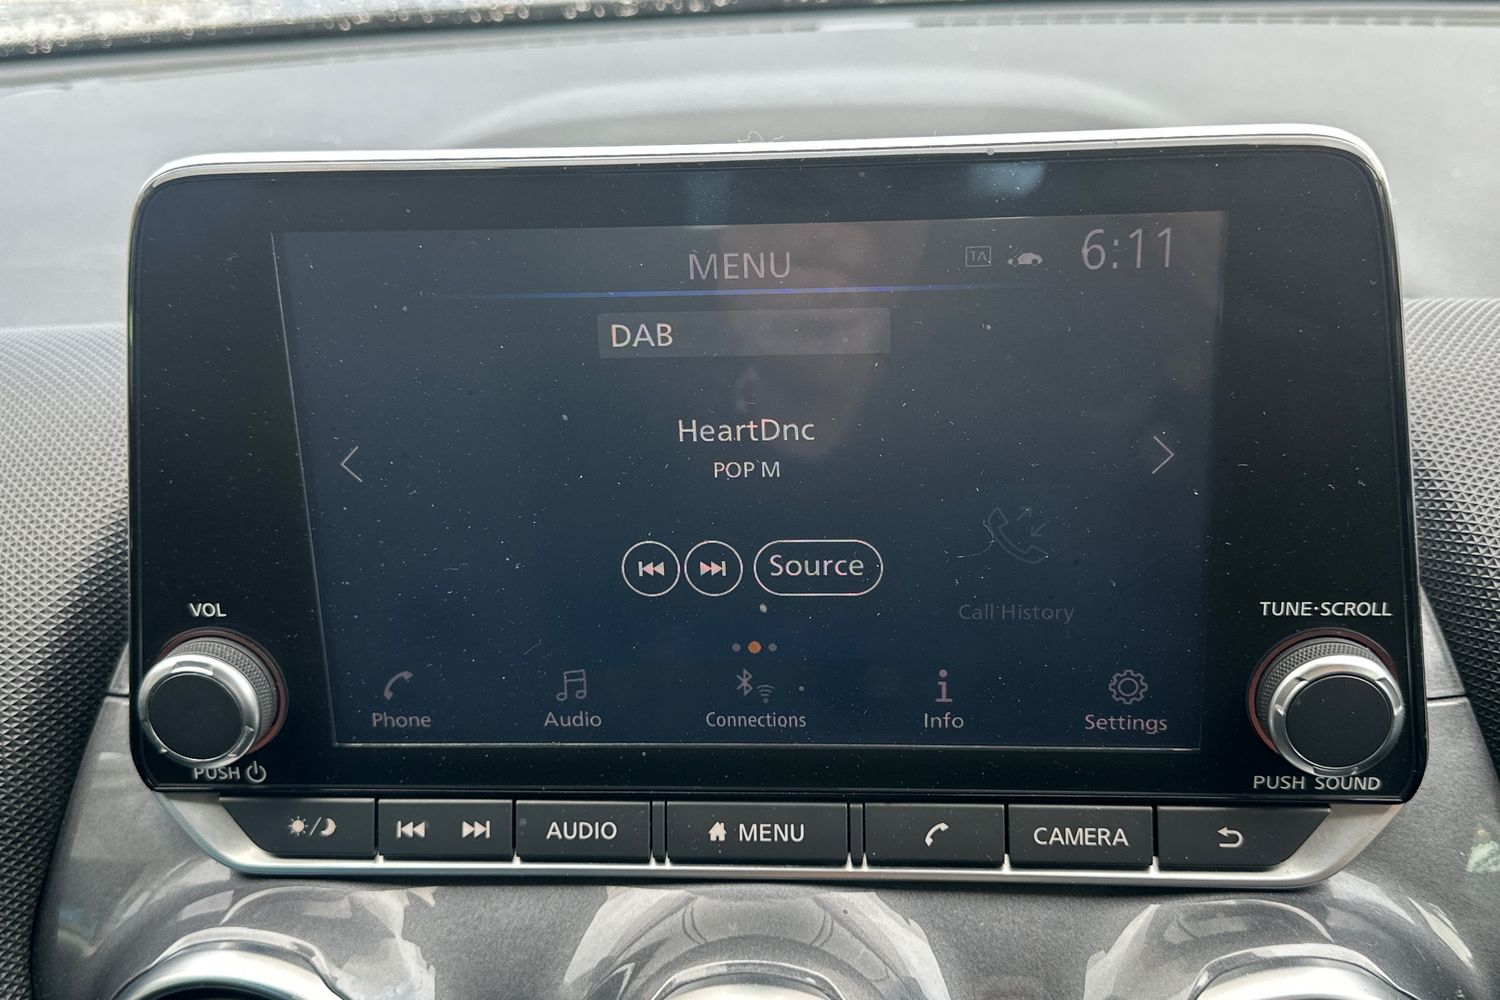 MENU
TA
6:11
DAB
HeartDnc
POP M
Source
Call History
Phone
Audio
Connections
Info
Settings
VOL
PUSH
TUNE·SCROLL
PUSH SOUND
AUDIO
MENU
CAMERA